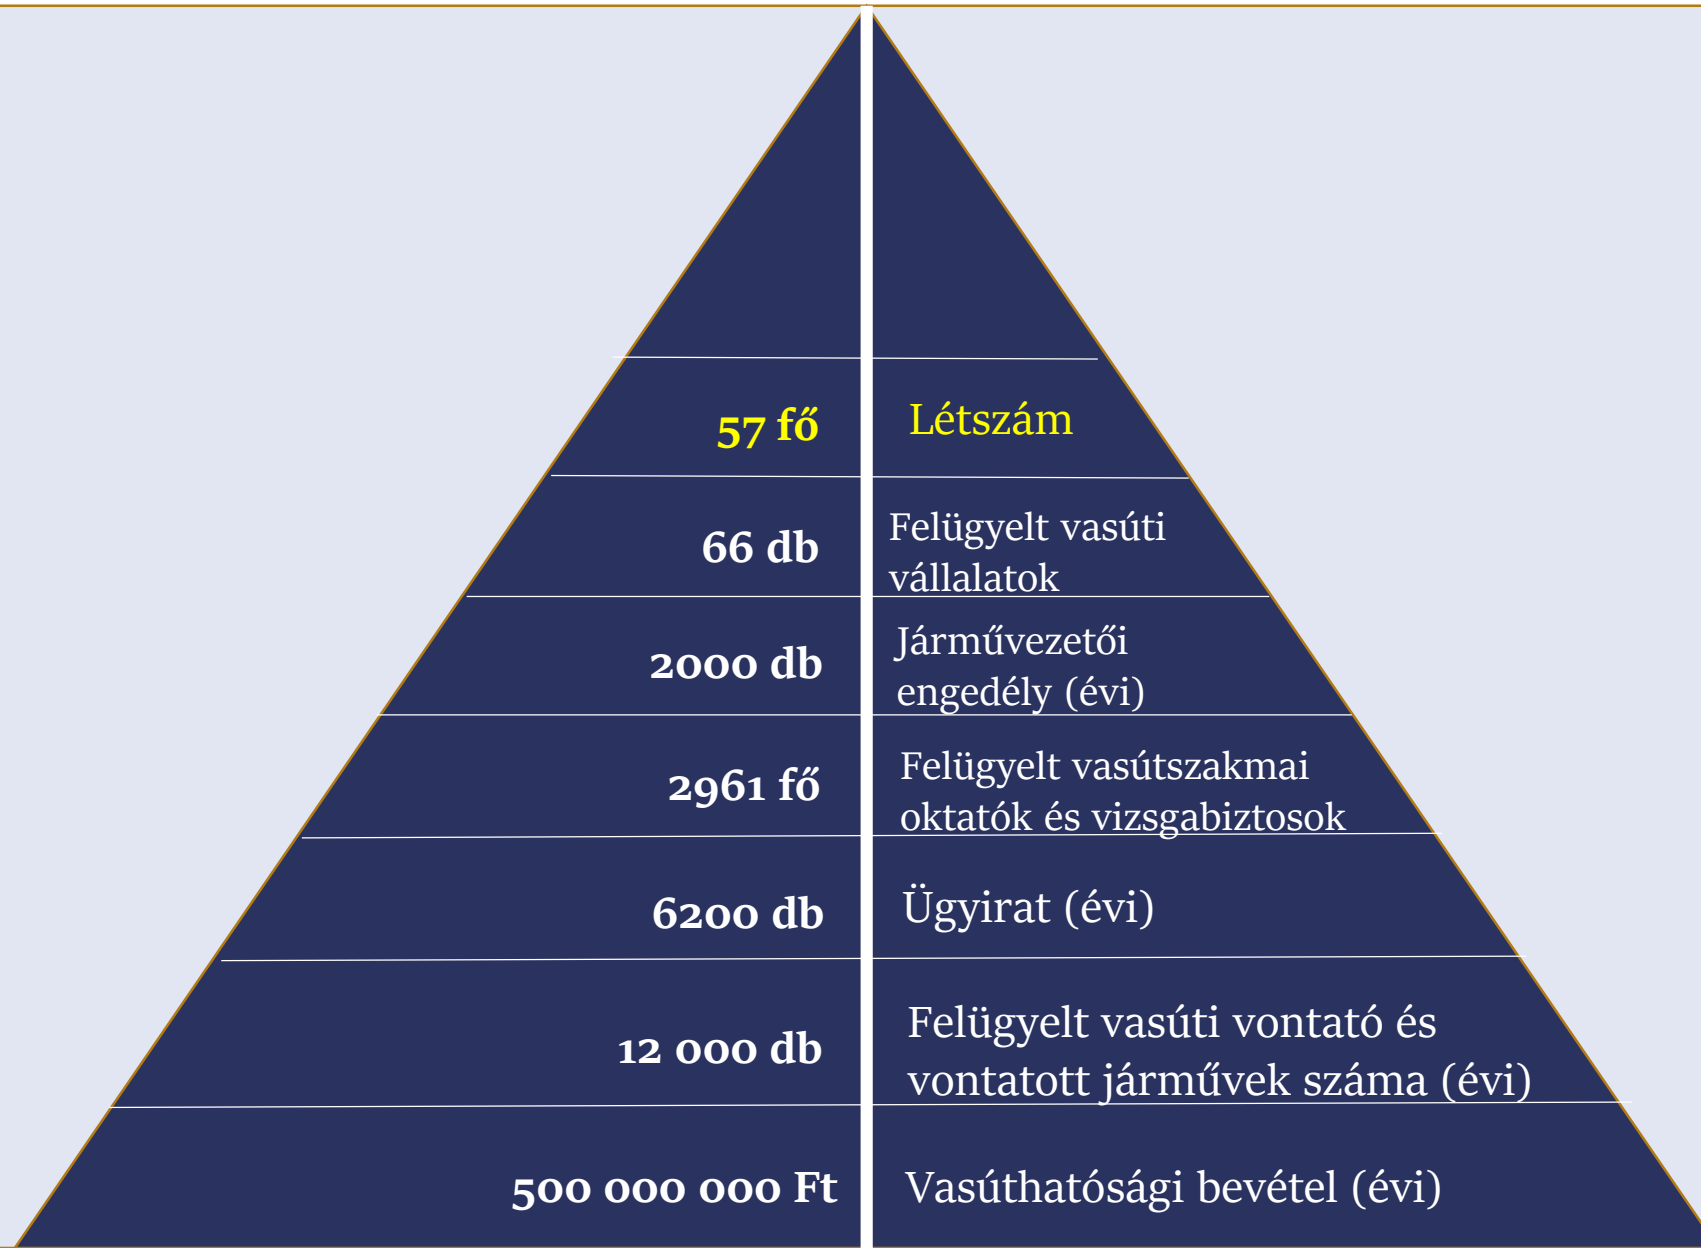 57 fő
Létszám
66 db
Felügyelt vasúti
vállalatok
2000 db
Járművezetői
engedély (évi)
2961 fő
Felügyelt vasútszakmai
oktatók és vizsgabiztosok
6200 db
Ügyirat (évi)
12 000 db
Felügyelt vasúti vontató és
vontatott járművek száma (évi)
500 000 000 Ft
Vasúthatósági bevétel (évi)